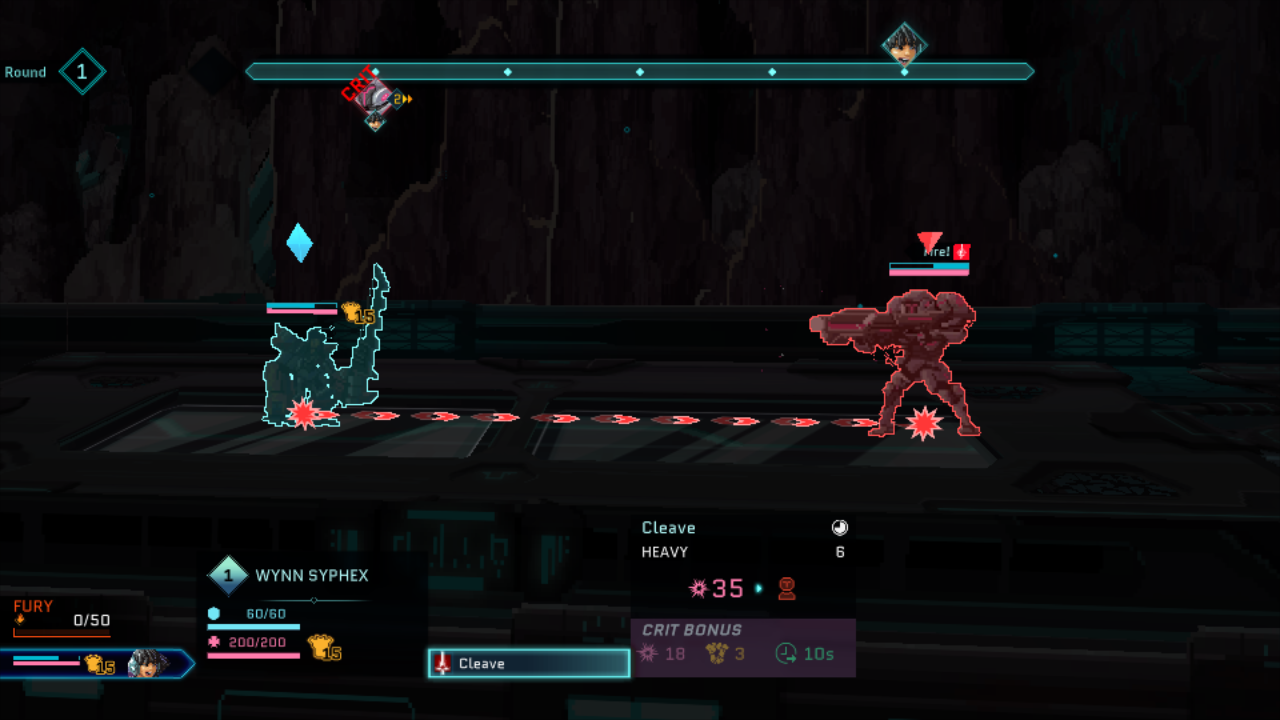 Round 1
CRIT
2
Mre!
15
Cleave
HEAVY 6
35
1 WYNN SYPHEX
60/60
200/200
15
FURY
0/50
15
Cleave
CRIT BONUS
18 3 10s